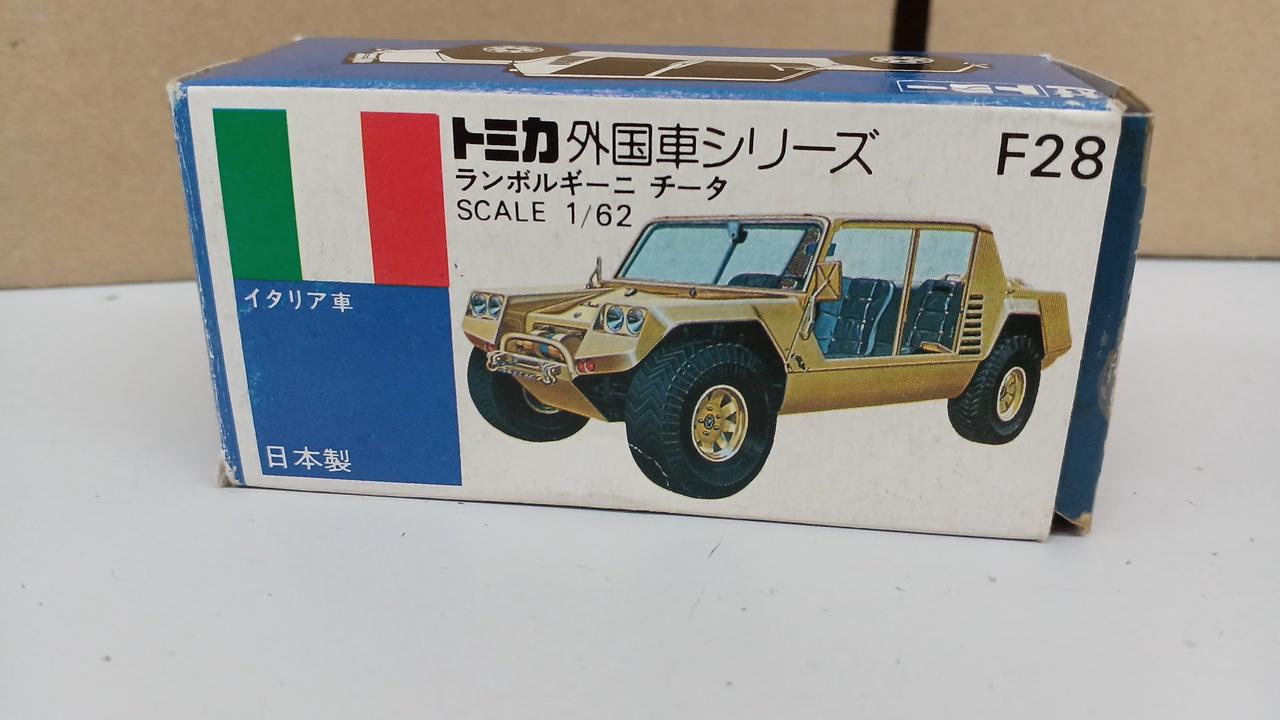 トミカ 外国車シリーズ F28
ランボルギーニ チータ
SCALE 1/62
イタリア車
日本製